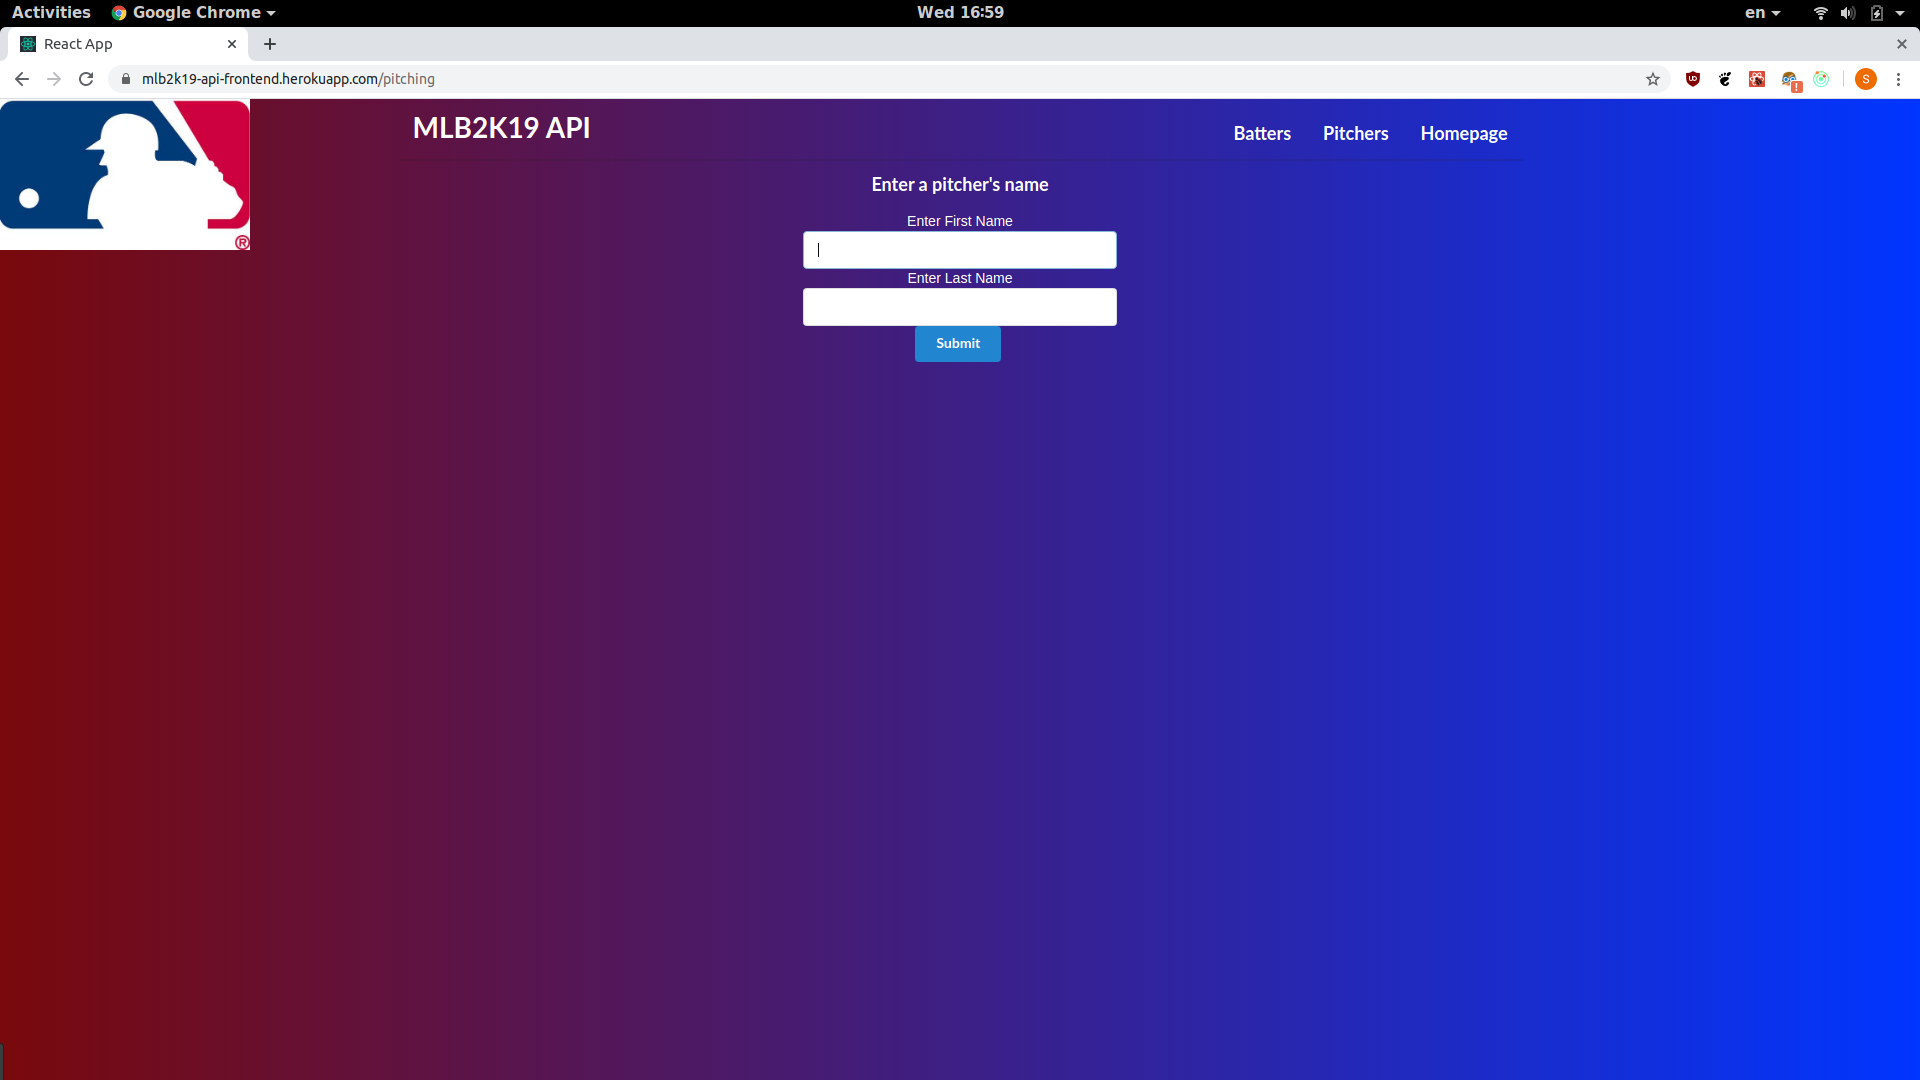 Activities Google Chrome Wed 16:59 en
React App
mlb2k19-api-frontend.herokuapp.com/pitching S
MLB2K19 API Batters Pitchers Homepage
Enter a pitcher's name
Enter First Name
Enter Last Name
Submit
®